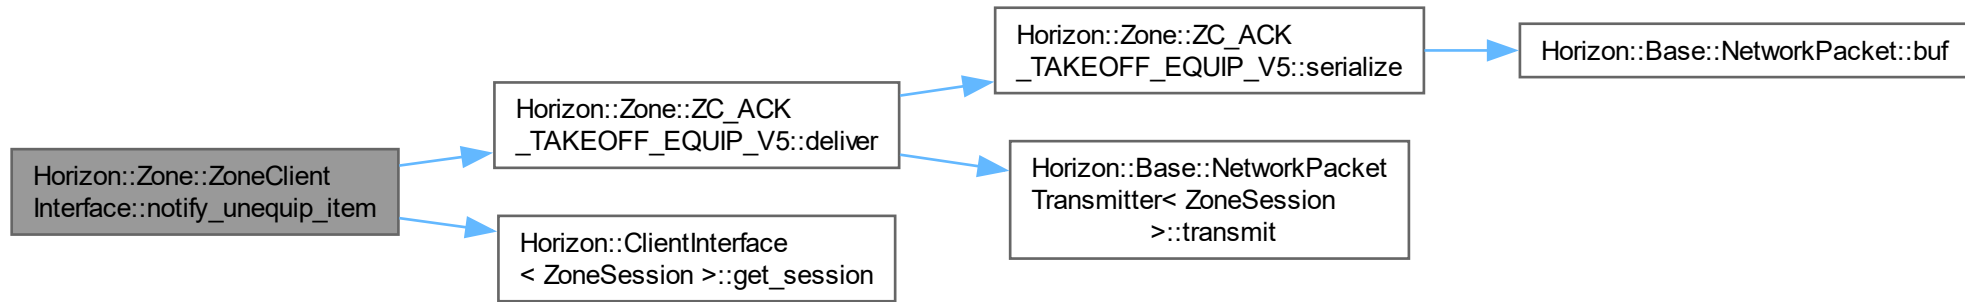 Horizon::Zone::ZoneClient
Interface::notify_unequip_item
Horizon::Zone::ZC_ACK
_TAKEOFF_EQUIP_V5::deliver
Horizon::ClientInterface
< ZoneSession >::get_session
Horizon::Zone::ZC_ACK
_TAKEOFF_EQUIP_V5::serialize
Horizon::Base::NetworkPacket
Transmitter< ZoneSession
>::transmit
Horizon::Base::NetworkPacket::buf